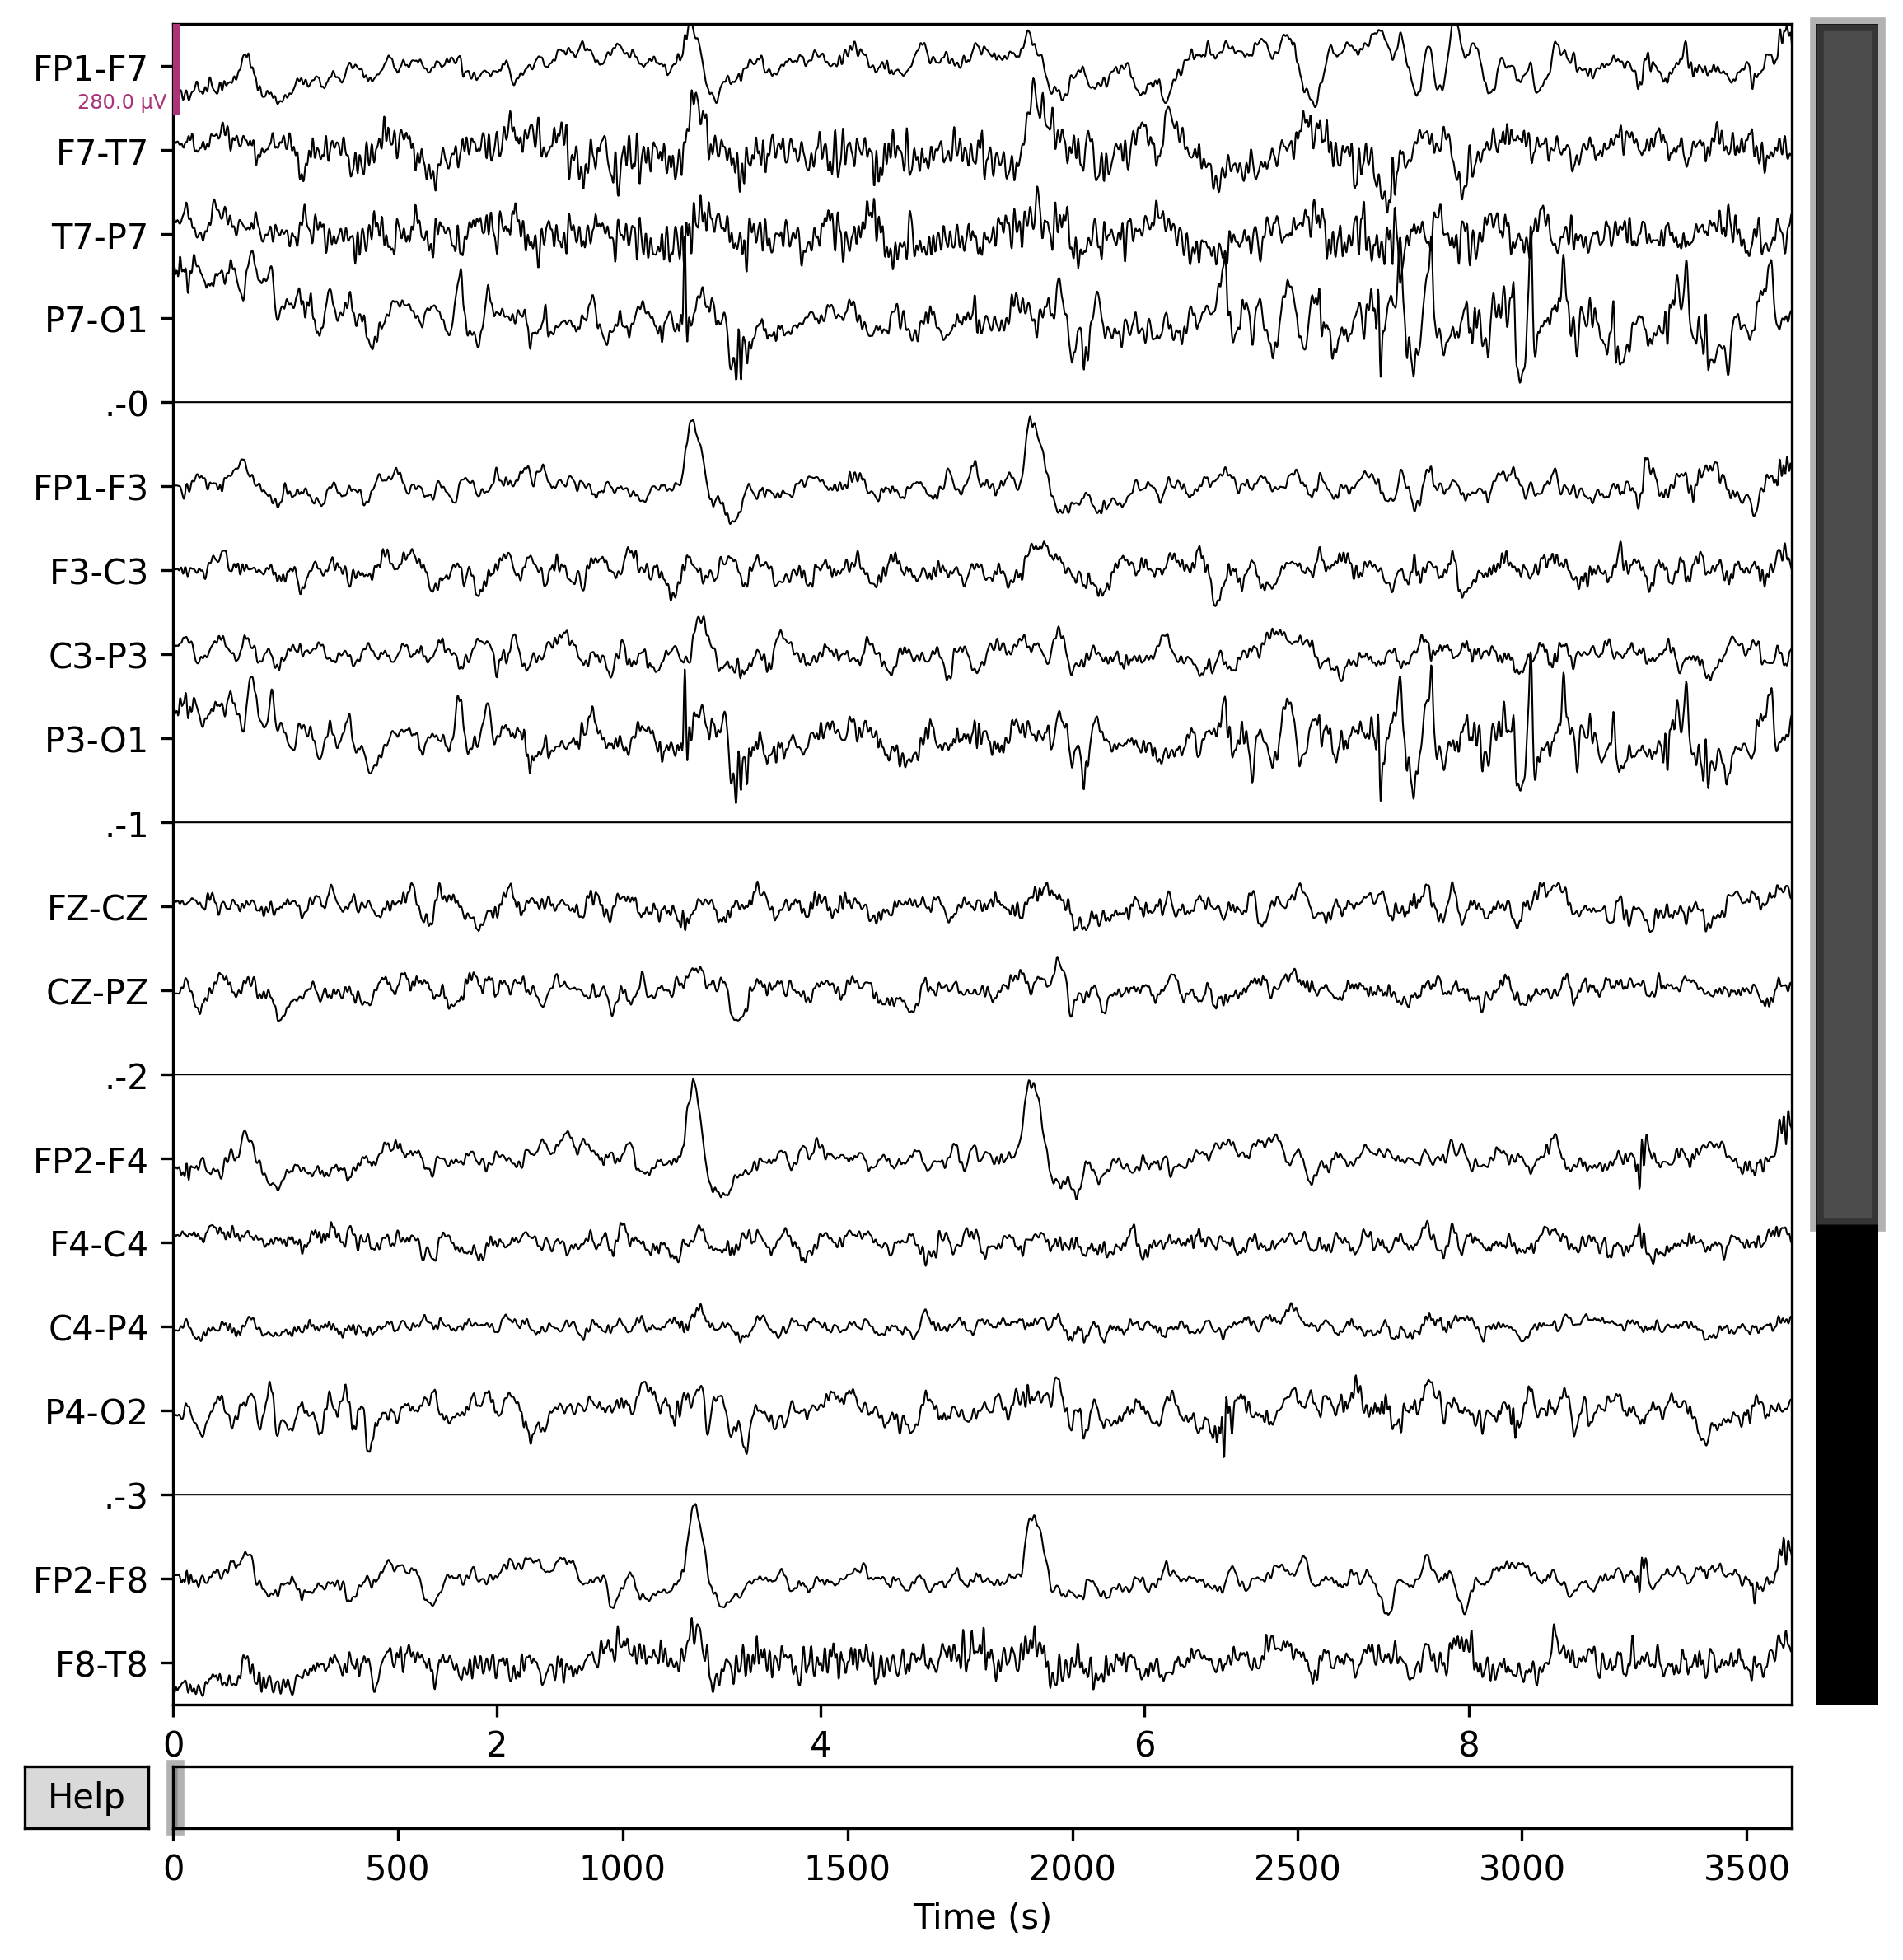 FP1-F7
280.0 µV
F7-T7
T7-P7
P7-O1
.-0
FP1-F3
F3-C3
C3-P3
P3-O1
.-1
FZ-CZ
CZ-PZ
.-2
FP2-F4
F4-C4
C4-P4
P4-O2
.-3
FP2-F8
F8-T8
0 2 4 6 8
Help
0 500 1000 1500 2000 2500 3000 3500
Time (s)